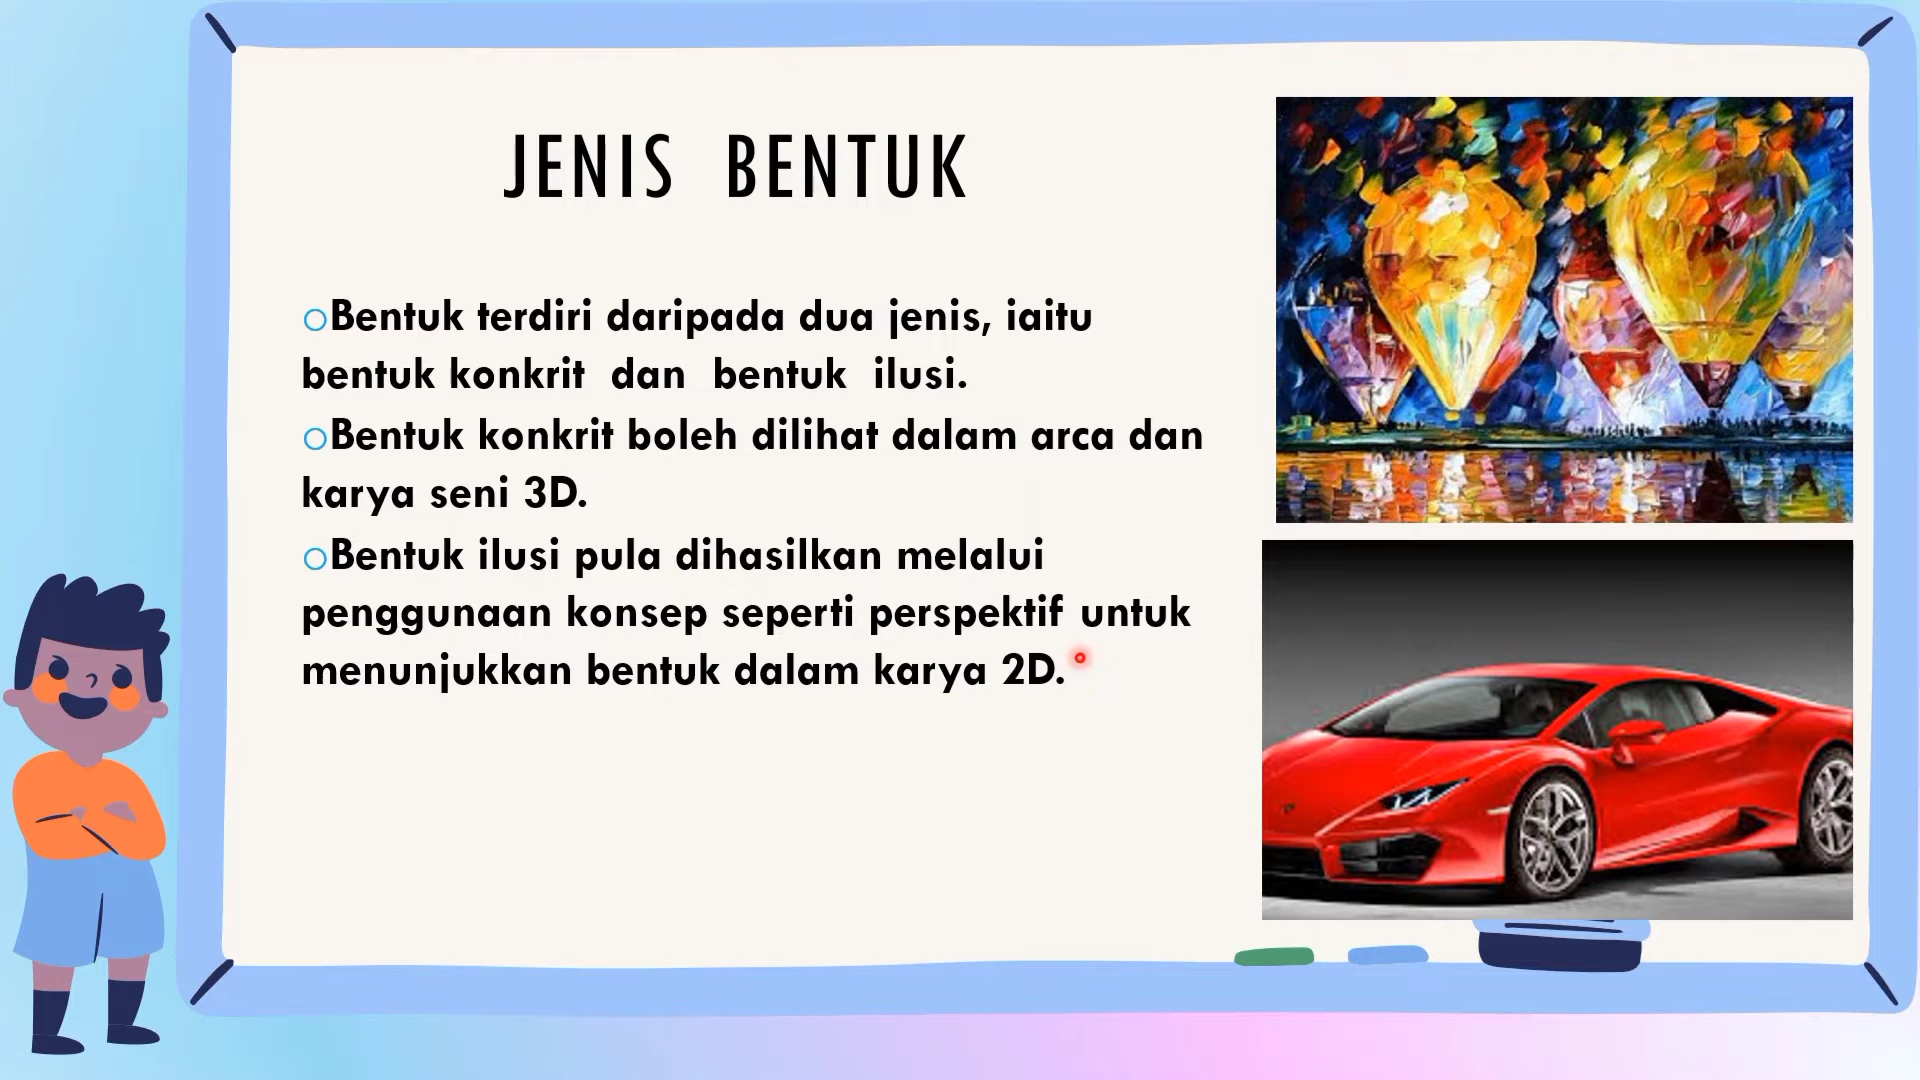 JENIS BENTUK
Bentuk terdiri daripada dua jenis, iaitu
bentuk konkrit dan bentuk ilusi.
Bentuk konkrit boleh dilihat dalam arca dan
karya seni 3D.
Bentuk ilusi pula dihasilkan melalui
penggunaan konsep seperti perspektif untuk
menunjukkan bentuk dalam karya 2D.